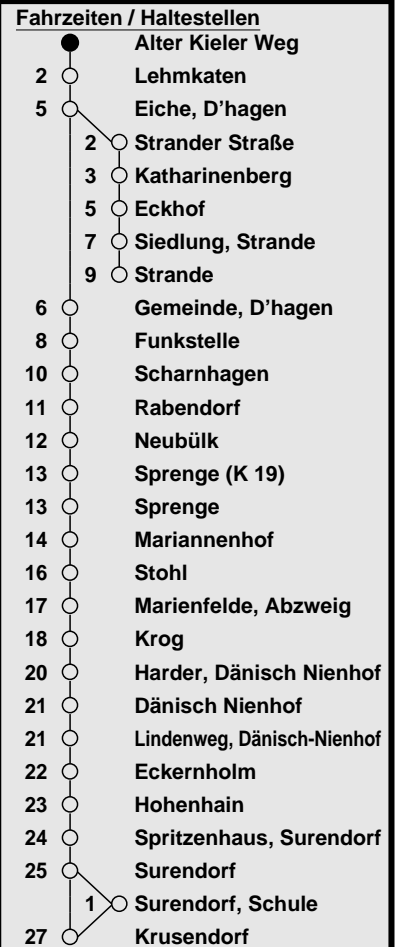 Fahrzeiten / Haltestellen
Alter Kieler Weg
2 Lehmkaten
5 Eiche, D’hagen
2 Strander Straße
3 Katharinenberg
5 Eckhof
7 Siedlung, Strande
9 Strande
6 Gemeinde, D’hagen
8 Funkstelle
10 Scharnhagen
11 Rabendorf
12 Neubülk
13 Sprenge (K 19)
13 Sprenge
14 Mariannenhof
16 Stohl
17 Marienfelde, Abzweig
18 Krog
20 Harder, Dänisch Nienhof
21 Dänisch Nienhof
21 Lindenweg, Dänisch-Nienhof
22 Eckernholm
23 Hohenhain
24 Spritzenhaus, Surendorf
25 Surendorf
1 Surendorf, Schule
27 Krusendorf